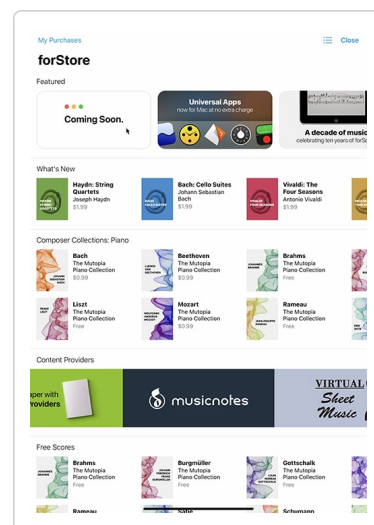 My Purchases
Close
forStore
Featured
Coming Soon.
Universal Apps
now for Mac at no extra charge
A decade of music
celebrating ten years of forSc
What's New
Haydn: String
Quartets
Joseph Haydn
$1.99
Bach: Cello Suites
Johann Sebastian
Bach
$1.99
Vivaldi: The
Four Seasons
Antonio Vivaldi
$1.99
Composer Collections: Piano
Bach
The Mutopia
Piano Collection
$0.99
Beethoven
The Mutopia
Piano Collection
$0.99
Brahms
The Mutopia
Piano Collection
Free
Liszt
The Mutopia
Piano Collection
Free
Mozart
The Mutopia
Piano Collection
$0.99
Rameau
The Mutopia
Piano Collection
Free
Content Providers
aper with
roviders
musicnotes
VIRTUAL
Sheet
Music
Free Scores
Brahms
The Mutopia
Piano Collection
Free
Burgmüller
The Mutopia
Piano Collection
Free
Gottschalk
The Mutopia
Piano Collection
Free
Rameau
Satie
Schumann